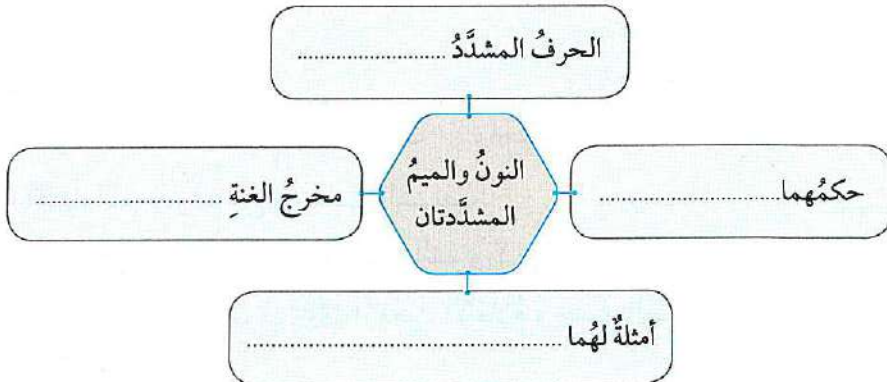 الحرفُ المشدَّدُ ........................
حكمُهما................................
النونُ والميمُ
المشدَّدتان
مخرجُ الغنةِ ................................
أمثلةٌ لهُما ........................................................